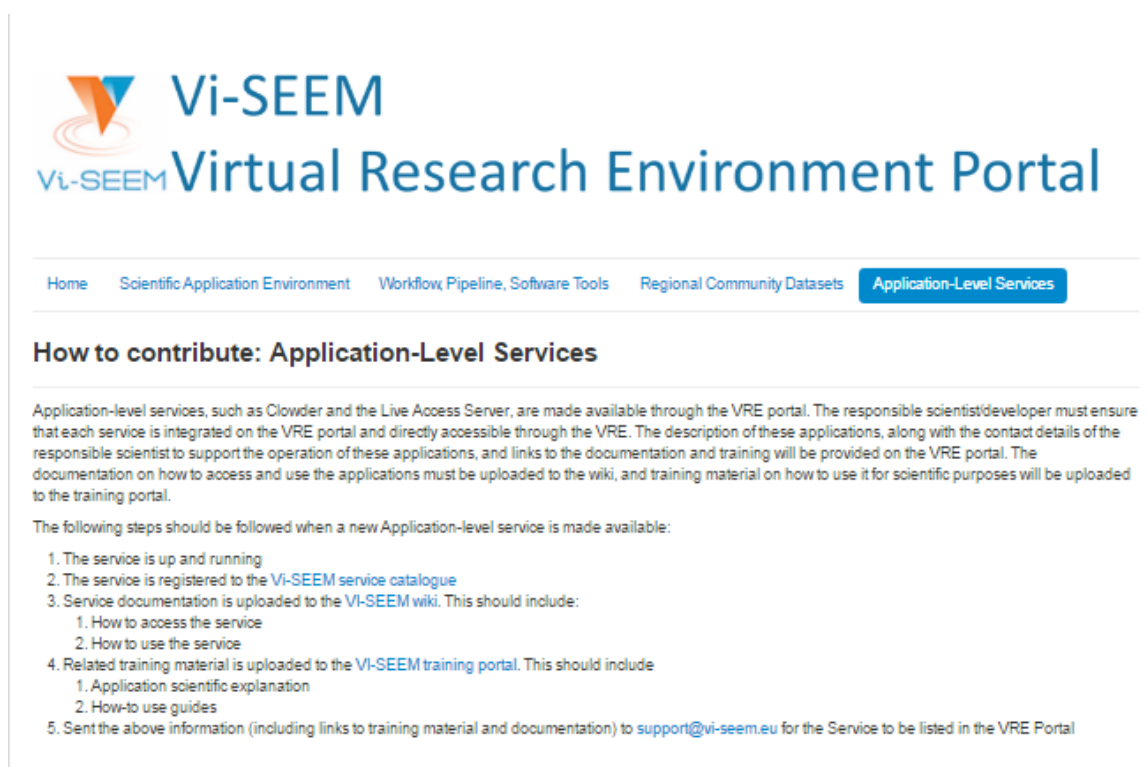 Vi-SEEM
Vi-SEEM Virtual Research Environment Portal
Home Scientific Application Environment Workflow, Pipeline, Software Tools Regional Community Datasets Application-Level Services
How to contribute: Application-Level Services
Application-level services, such as Clowder and the Live Access Server, are made available through the VRE portal. The responsible scientist/developer must ensure
that each service is integrated on the VRE portal and directly accessible through the VRE. The description of these applications, along with the contact details of the
responsible scientist to support the operation of these applications, and links to the documentation and training will be provided on the VRE portal. The
documentation on how to access and use the applications must be uploaded to the wiki, and training material on how to use it for scientific purposes will be uploaded
to the training portal.
The following steps should be followed when a new Application-level service is made available:
1. The service is up and running
2. The service is registered to the Vi-SEEM service catalogue
3. Service documentation is uploaded to the VI-SEEM wiki. This should include:
1. How to access the service
2. How to use the service
4. Related training material is uploaded to the VI-SEEM training portal. This should include
1. Application scientific explanation
2. How-to use guides
5. Sent the above information (including links to training material and documentation) to support@vi-seem.eu for the Service to be listed in the VRE Portal